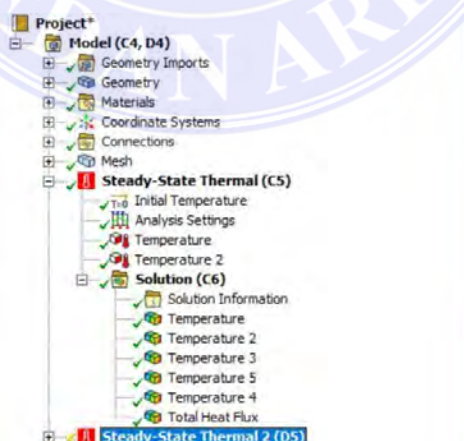 Project*
Model (C4, D4)
Geometry Imports
Geometry
Materials
Coordinate Systems
Connections
Mesh
Steady-State Thermal (C5)
T=0 Initial Temperature
Analysis Settings
Temperature
Temperature 2
Solution (C6)
Solution Information
Temperature
Temperature 2
Temperature 3
Temperature 5
Temperature 4
Total Heat Flux
Steady-State Thermal 2 (D5)